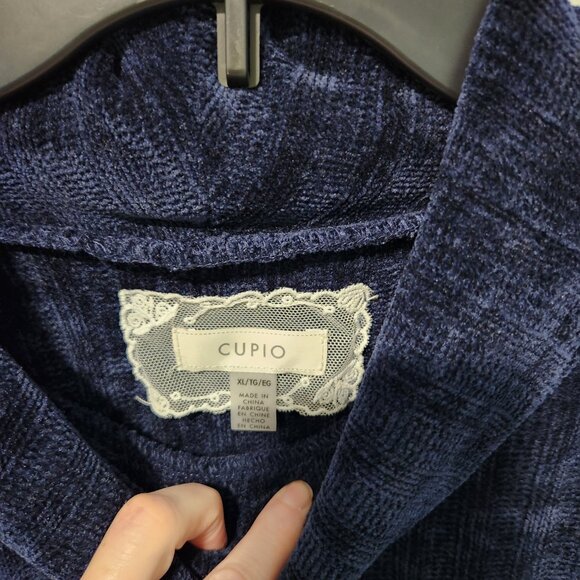 CUPIO
XL/TG/EG
MADE IN
CHINA
FABRIQUE
EN CHINE
HECHO
EN CHINA